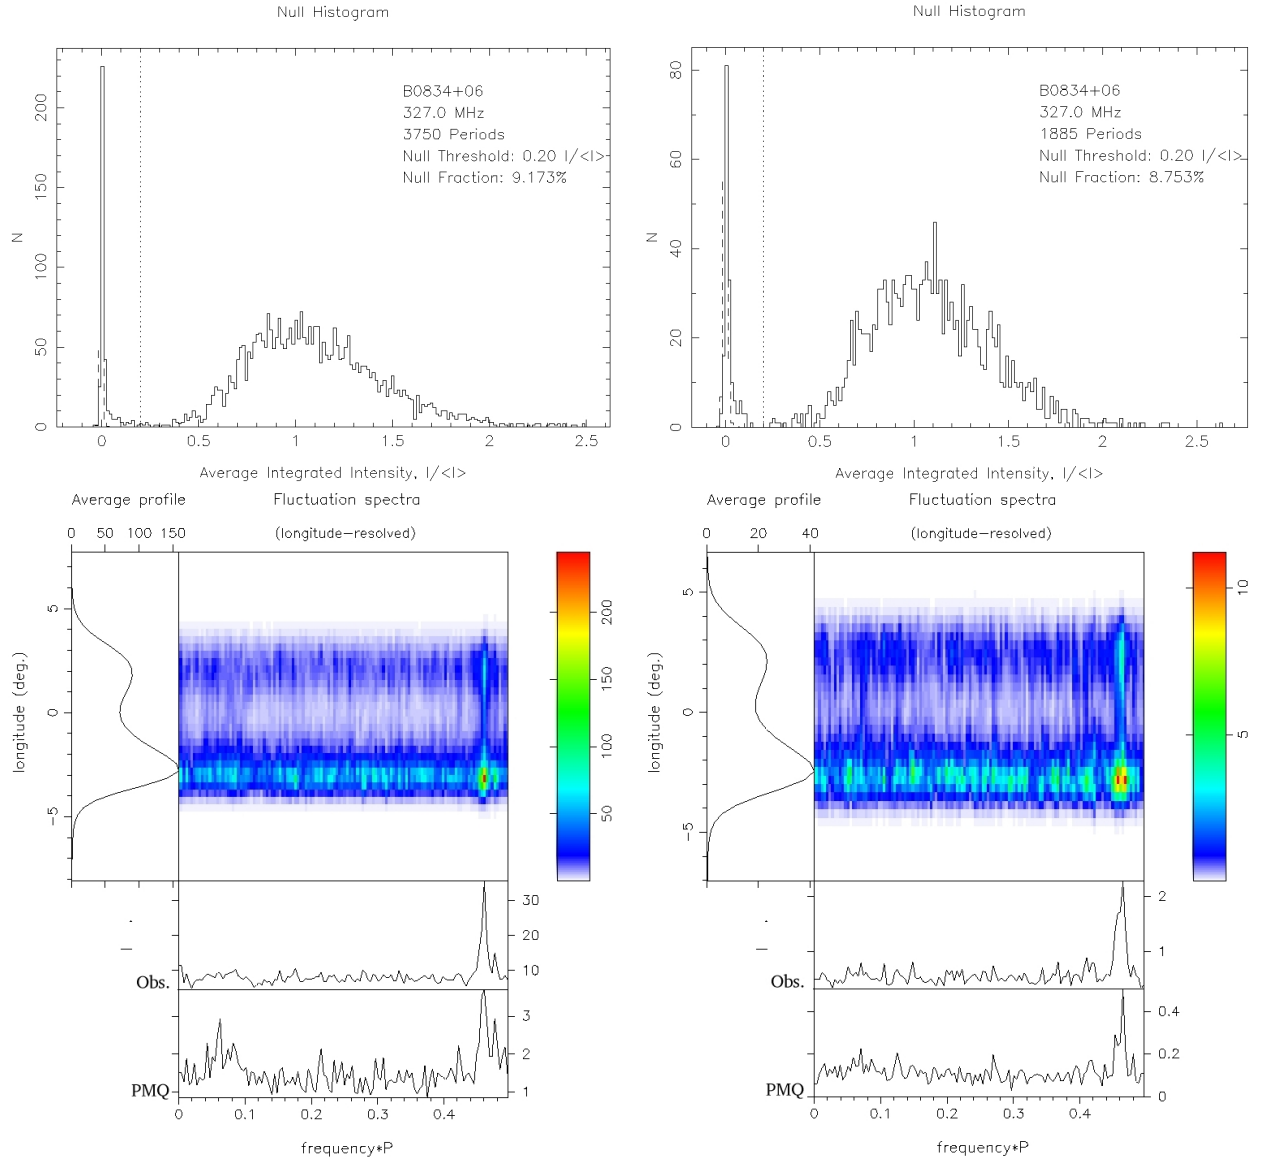 Null Histogram
B0834+06
327.0 MHz
3750 Periods
Null Threshold: 0.20 I/<I>
Null Fraction: 9.173%
N
0 50 100 150 200
0 0.5 1 1.5 2 2.5
Average Integrated Intensity, I/<I>
Null Histogram
B0834+06
327.0 MHz
1885 Periods
Null Threshold: 0.20 I/<I>
Null Fraction: 8.753%
N
0 20 40 60 80
0 0.5 1 1.5 2 2.5
Average Integrated Intensity, I/<I>
Average profile
Fluctuation spectra
(longitude-resolved)
0 50 100 150
longitude (deg.)
5 0 -5
200 150 100 50
30 20 10
Obs.
3 2 1
PMQ
0 0.1 0.2 0.3 0.4
frequency*P
Average profile
Fluctuation spectra
(longitude-resolved)
0 20 40
longitude (deg.)
5 0 -5
10 5
2 1
Obs.
0.4 0.2 0
PMQ
0 0.1 0.2 0.3 0.4
frequency*P